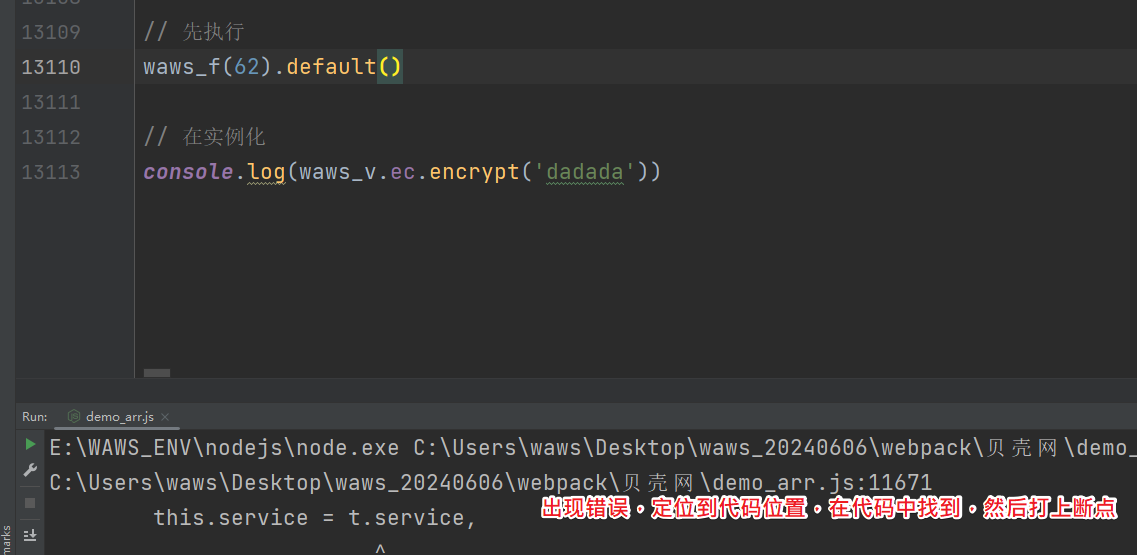 13109 // 先执行
13110 waws_f(62).default()
13111
13112 // 在实例化
13113 console.log(waws_v.ec.encrypt('dadada'))
Run: demo_arr.js ×
E:\WAWS_ENV\nodejs\node.exe C:\Users\waws\Desktop\waws_20240606\webpack\贝壳网\demo_
C:\Users\waws\Desktop\waws_20240606\webpack\贝壳网\demo_arr.js:11671
this.service = t.service,
出现错误,定位到代码位置,在代码中找到,然后打上断点
^
marks